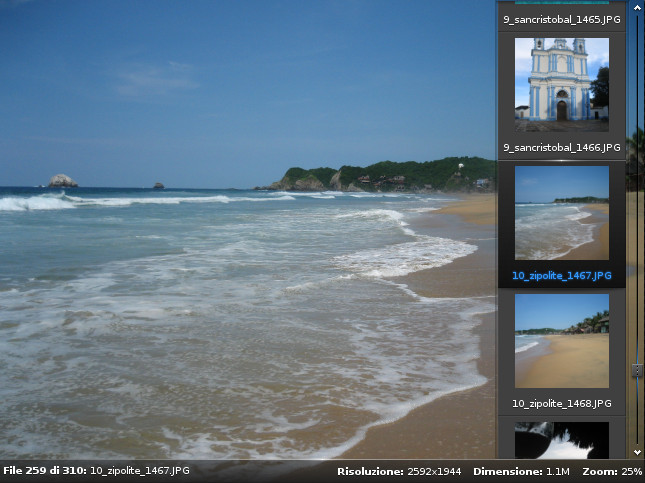 9_sancristobal_1465.JPG
9_sancristobal_1466.JPG
10_zipolite_1467.JPG
10_zipolite_1468.JPG
File 259 di 310: 10_zipolite_1467.JPG Risoluzione: 2592x1944 Dimensione: 1.1M Zoom: 25%